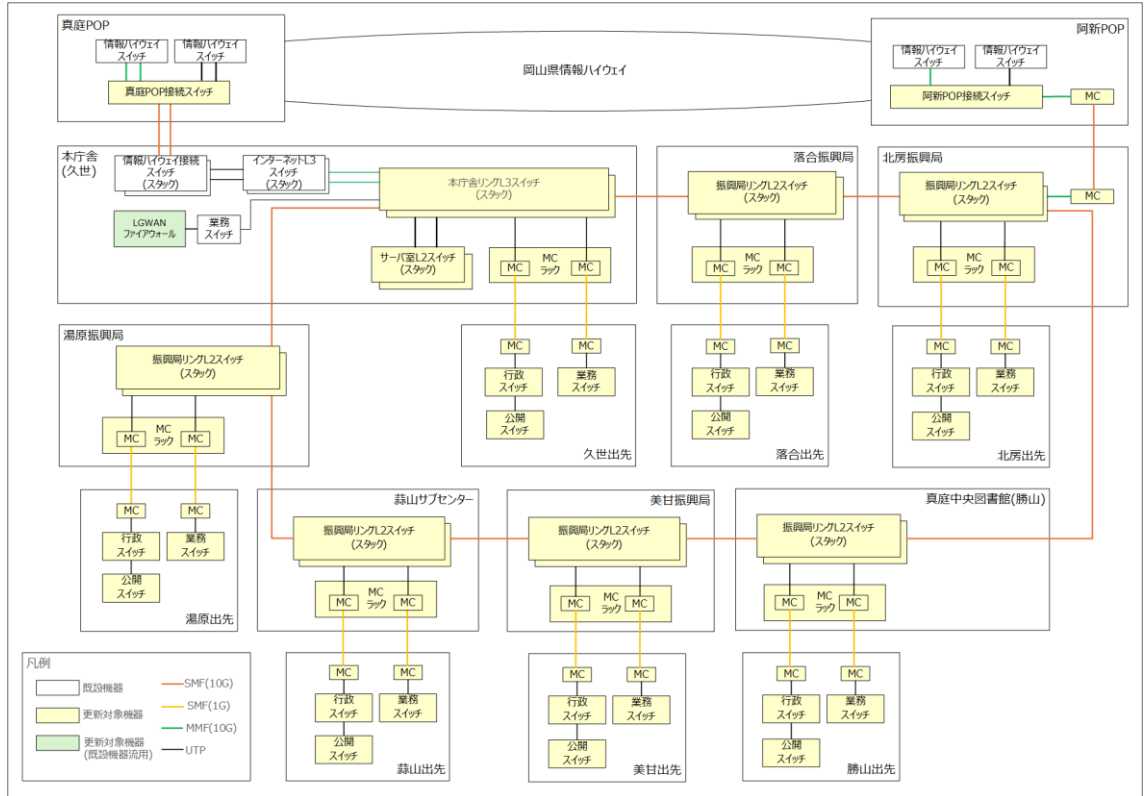 真庭POP
情報ハイウェイ
スイッチ
情報ハイウェイ
スイッチ
真庭POP接続スイッチ
岡山県情報ハイウェイ
阿新POP
情報ハイウェイ
スイッチ
情報ハイウェイ
スイッチ
阿新POP接続スイッチ
MC
本庁舎
(久世)
情報ハイウェイ接続
スイッチ
(スタック)
インターネットL3
スイッチ
(スタック)
本庁舎リングL3スイッチ
(スタック)
LGWAN
ファイアウォール
業務
スイッチ
サーバ室L2スイッチ
(スタック)
MC
ラック
MC
MC
落合振興局
振興局リングL2スイッチ
(スタック)
MC
ラック
MC
MC
北房振興局
振興局リングL2スイッチ
(スタック)
MC
MC
ラック
MC
MC
湯原振興局
振興局リングL2スイッチ
(スタック)
MC
ラック
MC
MC
MC
行政
スイッチ
公開
スイッチ
MC
業務
スイッチ
久世出先
MC
行政
スイッチ
公開
スイッチ
MC
業務
スイッチ
落合出先
MC
行政
スイッチ
公開
スイッチ
MC
業務
スイッチ
北房出先
MC
行政
スイッチ
公開
スイッチ
MC
業務
スイッチ
湯原出先
蒜山サブセンター
振興局リングL2スイッチ
(スタック)
MC
ラック
MC
MC
美甘振興局
振興局リングL2スイッチ
(スタック)
MC
ラック
MC
MC
真庭中央図書館(勝山)
振興局リングL2スイッチ
(スタック)
MC
ラック
MC
MC
MC
行政
スイッチ
公開
スイッチ
MC
業務
スイッチ
蒜山出先
MC
行政
スイッチ
公開
スイッチ
MC
業務
スイッチ
美甘出先
MC
行政
スイッチ
公開
スイッチ
MC
業務
スイッチ
勝山出先
凡例
既設機器
更新対象機器
更新対象機器
(既設機器流用)
SMF(10G)
SMF(1G)
MMF(10G)
UTP